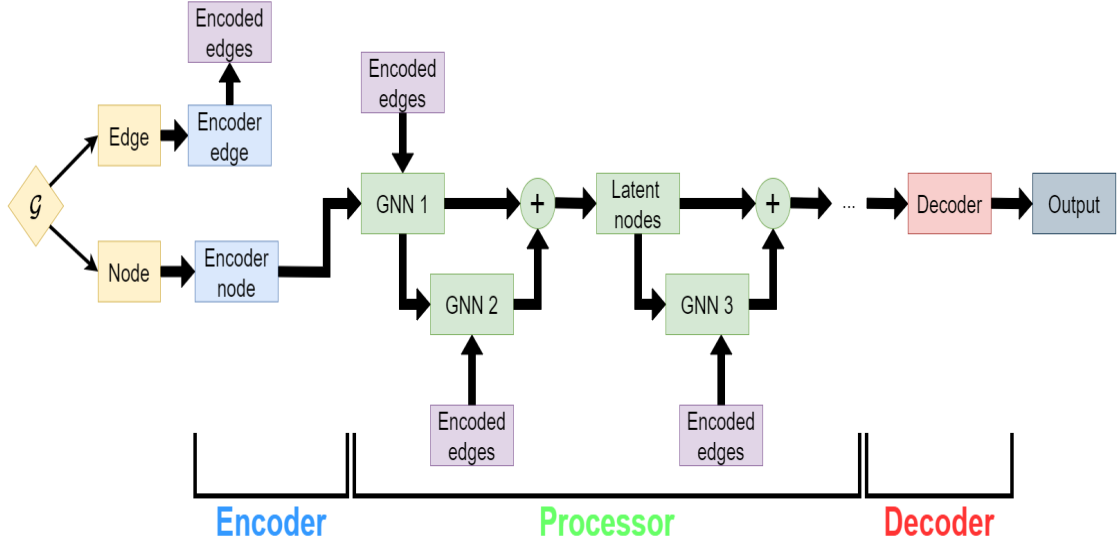 Encoded
edges
Encoded
edges
Edge
Encoder
edge
𝒢
GNN 1
+
Latent
nodes
+
...
Decoder
Output
Node
Encoder
node
GNN 2
GNN 3
Encoded
edges
Encoded
edges
Encoder
Processor
Decoder